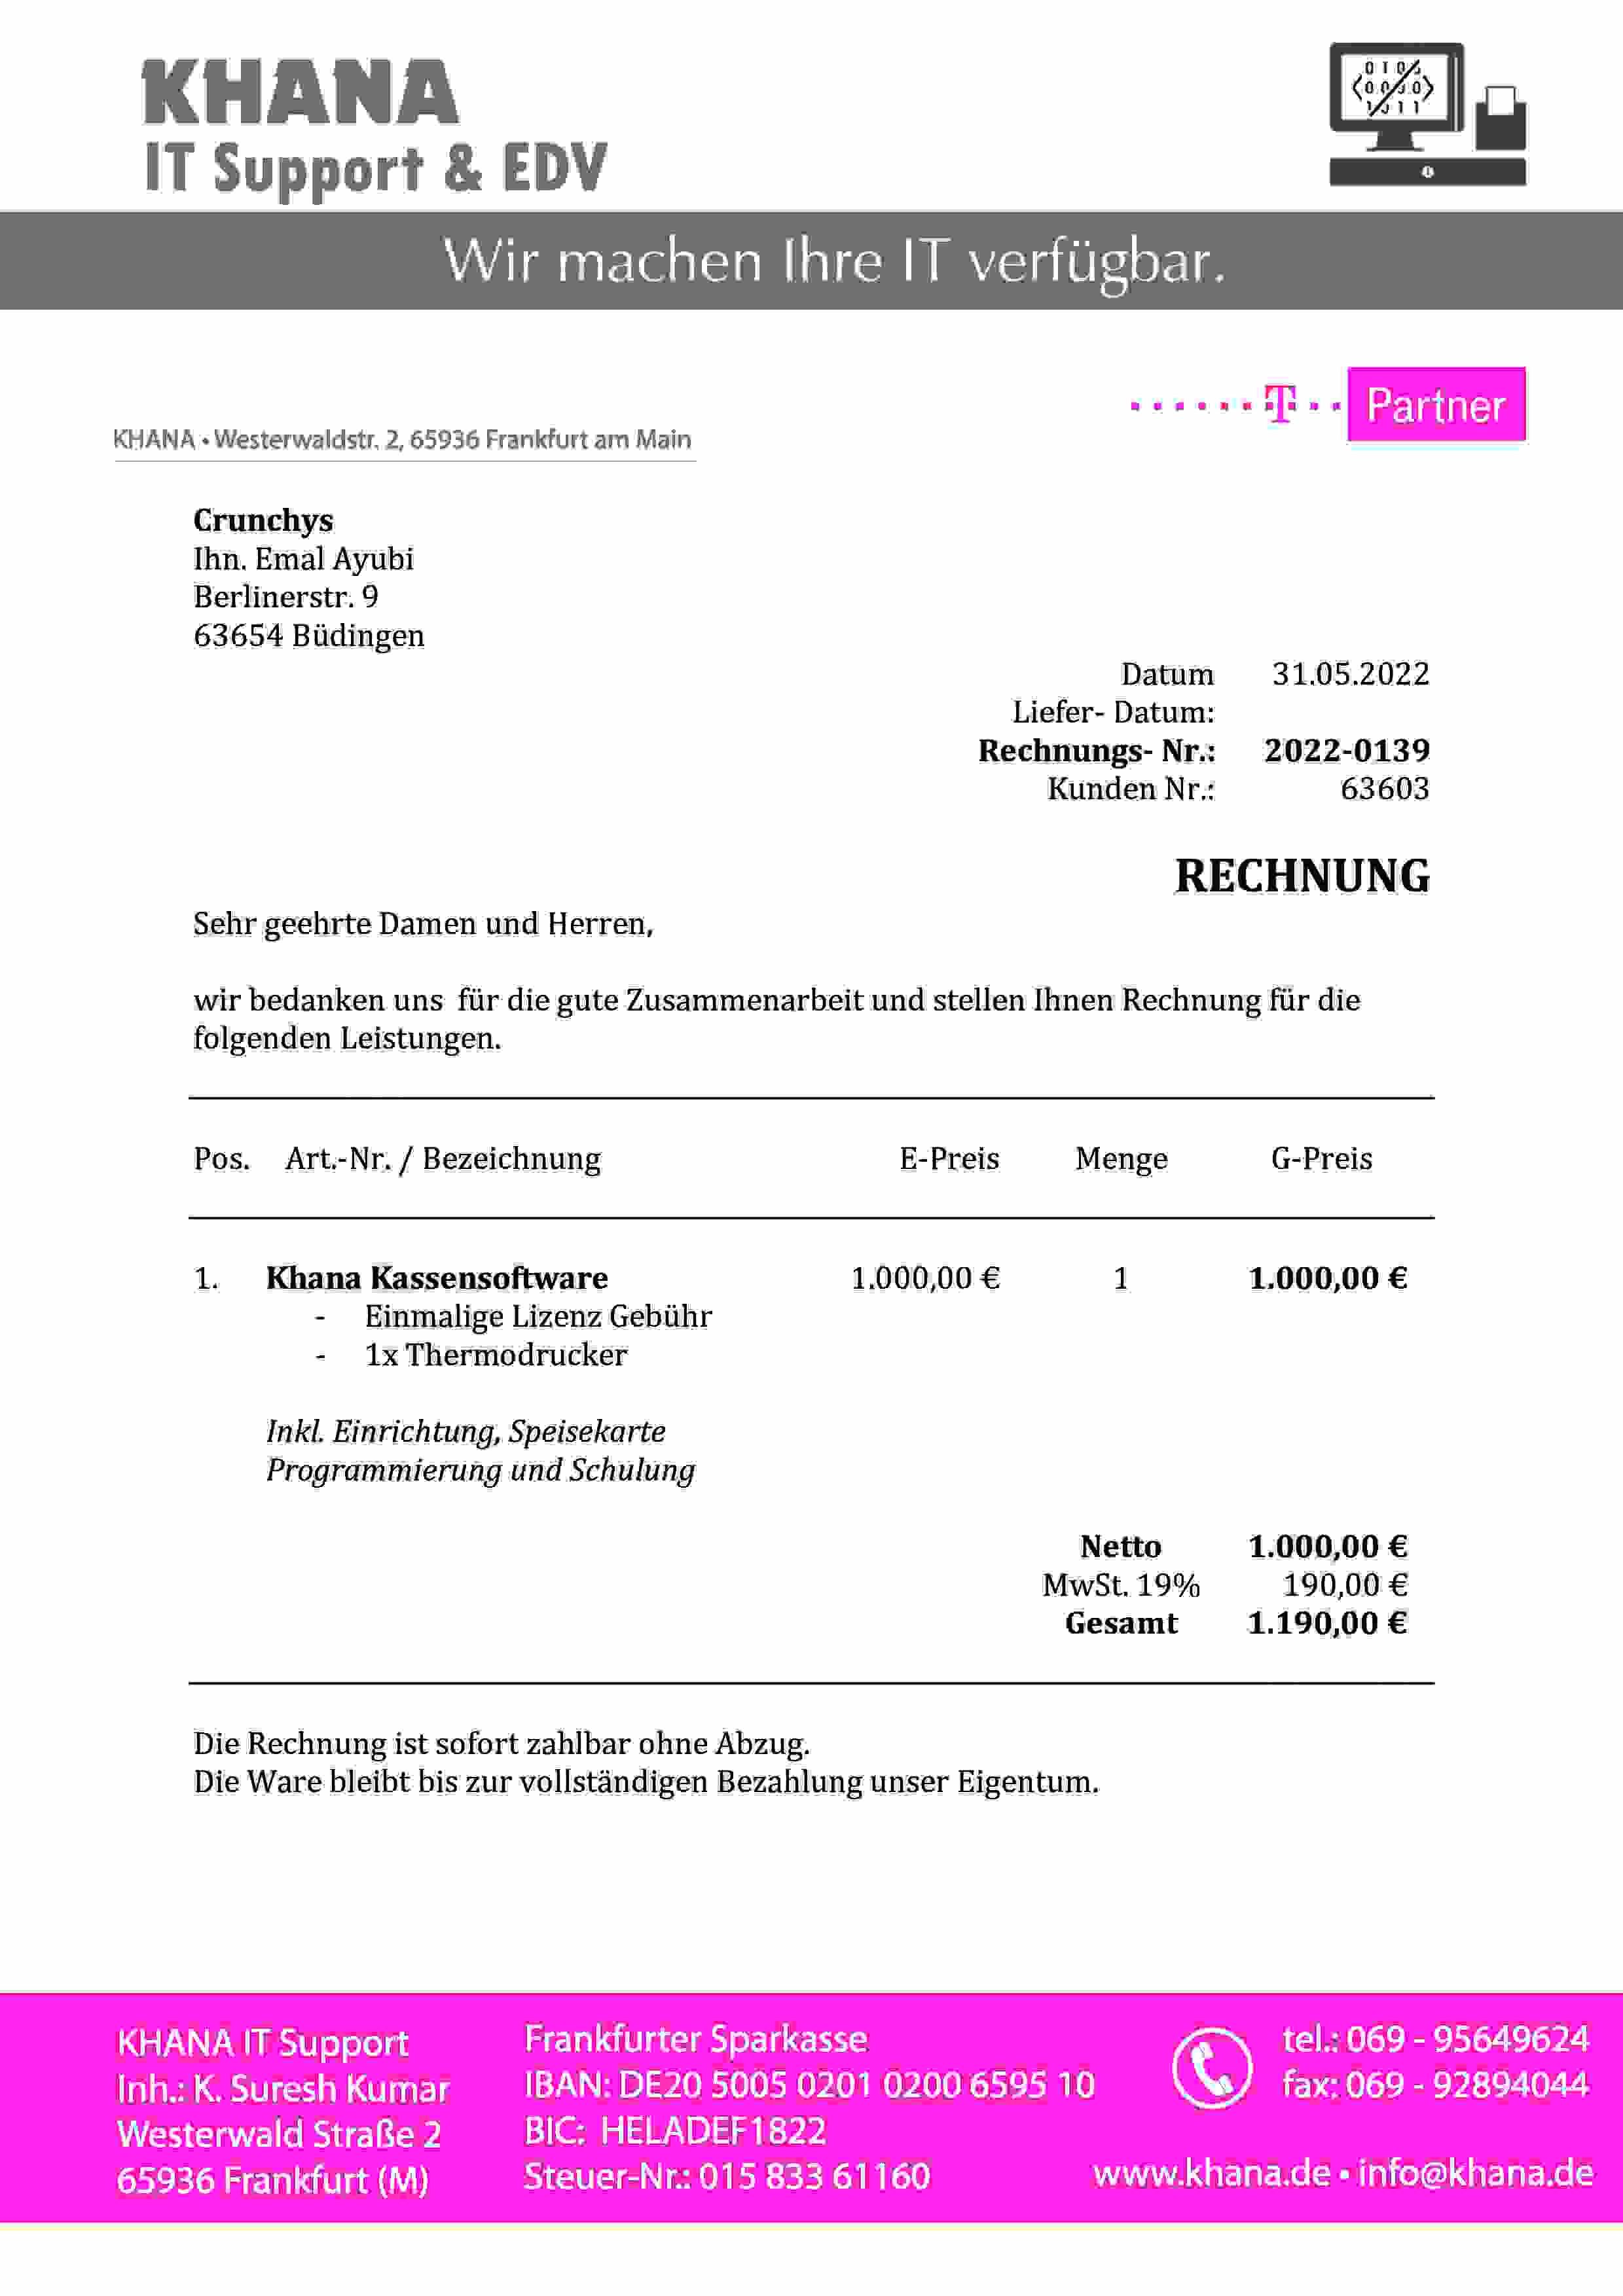 KHANA
IT Support & EDV
Wir machen Ihre IT verfügbar.
T Partner
KHANA • Westerwaldstr. 2, 65936 Frankfurt am Main
Crunchys
Ihn. Emal Ayubi
Berlinerstr. 9
63654 Büdingen
Datum 31.05.2022
Liefer- Datum:
Rechnungs- Nr.: 2022-0139
Kunden Nr.: 63603
RECHNUNG
Sehr geehrte Damen und Herren,
wir bedanken uns für die gute Zusammenarbeit und stellen Ihnen Rechnung für die
folgenden Leistungen.
Pos. Art.-Nr. / Bezeichnung E-Preis Menge G-Preis
1. Khana Kassensoftware 1.000,00 € 1 1.000,00 €
- Einmalige Lizenz Gebühr
- 1x Thermodrucker
Inkl. Einrichtung, Speisekarte
Programmierung und Schulung
Netto 1.000,00 €
MwSt. 19% 190,00 €
Gesamt 1.190,00 €
Die Rechnung ist sofort zahlbar ohne Abzug.
Die Ware bleibt bis zur vollständigen Bezahlung unser Eigentum.
KHANA IT Support
Inh.: K. Suresh Kumar
Westerwald Straße 2
65936 Frankfurt (M)
Frankfurter Sparkasse
IBAN: DE20 5005 0201 0200 6595 10
BIC: HELADEF1822
Steuer-Nr.: 015 833 61160
tel.: 069 - 95649624
fax: 069 - 92894044
www.khana.de • info@khana.de